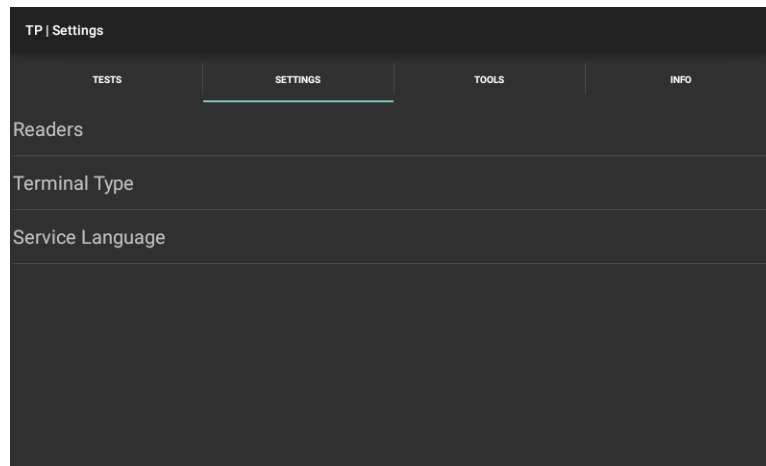 TP | Settings
TESTS SETTINGS TOOLS INFO
Readers
Terminal Type
Service Language